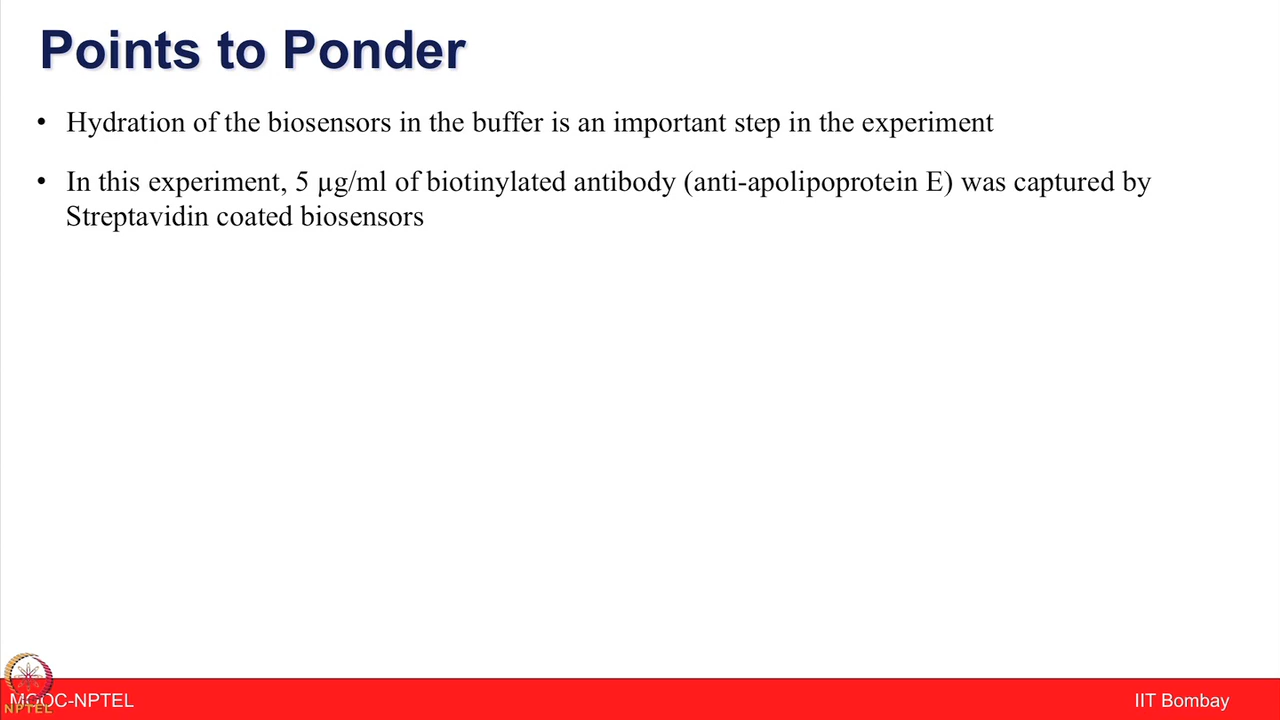 Points to Ponder
• Hydration of the biosensors in the buffer is an important step in the experiment
• In this experiment, 5 µg/ml of biotinylated antibody (anti-apolipoprotein E) was captured by
Streptavidin coated biosensors
MOOC-NPTEL
NPTEL
IIT Bombay